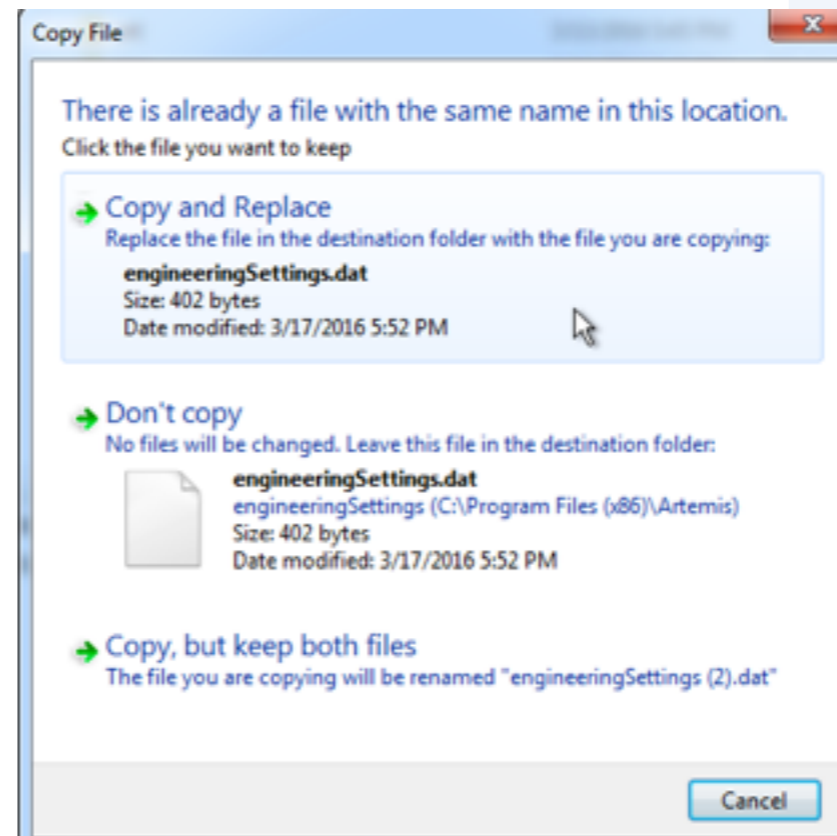 Copy File
There is already a file with the same name in this location.
Click the file you want to keep
Copy and Replace
Replace the file in the destination folder with the file you are copying:
engineeringSettings.dat
Size: 402 bytes
Date modified: 3/17/2016 5:52 PM
Don't copy
No files will be changed. Leave this file in the destination folder:
engineeringSettings.dat
engineeringSettings (C:\Program Files (x86)\Artemis)
Size: 402 bytes
Date modified: 3/17/2016 5:52 PM
Copy, but keep both files
The file you are copying will be renamed "engineeringSettings (2).dat"
Cancel